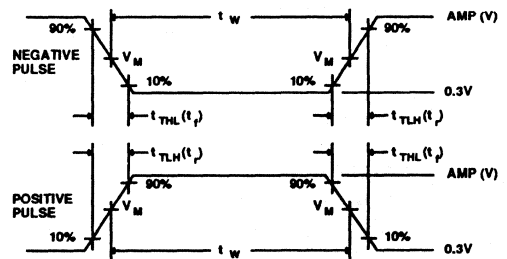 t W
AMP (V)
90%
90%
NEGATIVE
PULSE
V M
V M
10%
10%
0.3V
t THL (t f)
t TLH (t r)
t TLH (t r)
t THL (t f)
AMP (V)
90%
90%
POSITIVE
PULSE
V M
V M
10%
10%
t W
0.3V